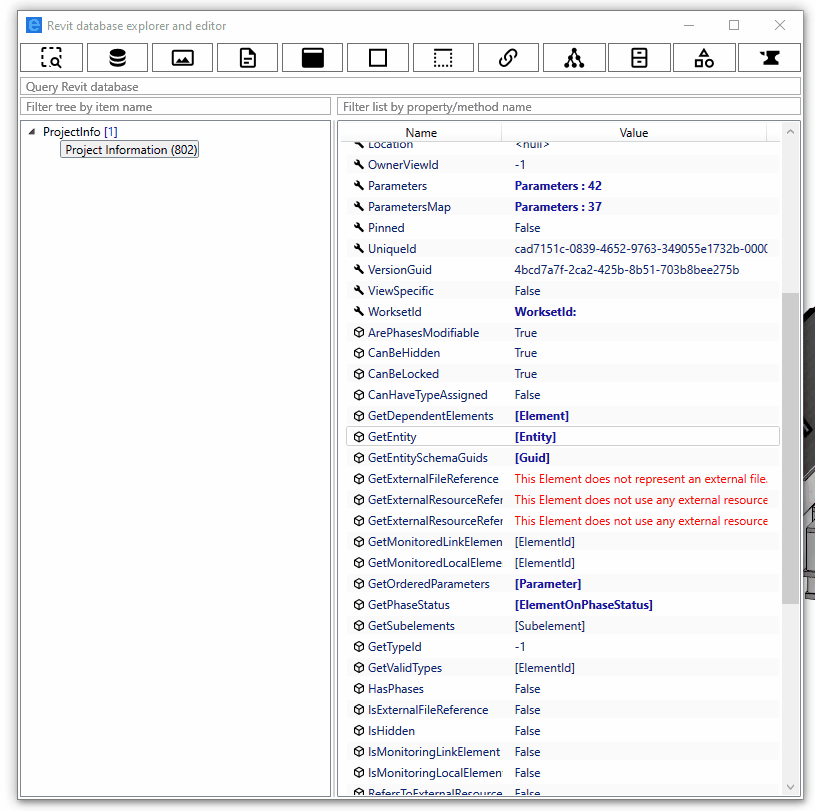 e Revit database explorer and editor
Query Revit database
Filter tree by item name
Filter list by property/method name
ProjectInfo [1]
Project Information (802)
Name Value
Location <null>
OwnerViewId -1
Parameters Parameters : 42
ParametersMap Parameters : 37
Pinned False
UniqueId cad7151c-0839-4652-9763-349055e1732b-0000
VersionGuid 4bcd7a7f-2ca2-425b-8b51-703b8bee275b
ViewSpecific False
WorksetId WorksetId:
ArePhasesModifiable True
CanBeHidden True
CanBeLocked True
CanHaveTypeAssigned False
GetDependentElements [Element]
GetEntity [Entity]
GetEntitySchemaGuids [Guid]
GetExternalFileReference This Element does not represent an external file.
GetExternalResourceRefer This Element does not use any external resource
GetExternalResourceRefer This Element does not use any external resource
GetMonitoredLinkElemen [ElementId]
GetMonitoredLocalEleme [ElementId]
GetOrderedParameters [Parameter]
GetPhaseStatus [ElementOnPhaseStatus]
GetSubelements [Subelement]
GetTypeId -1
GetValidTypes [ElementId]
HasPhases False
IsExternalFileReference False
IsHidden False
IsMonitoringLinkElement False
IsMonitoringLocalElemen False
RefersToExternalResource False